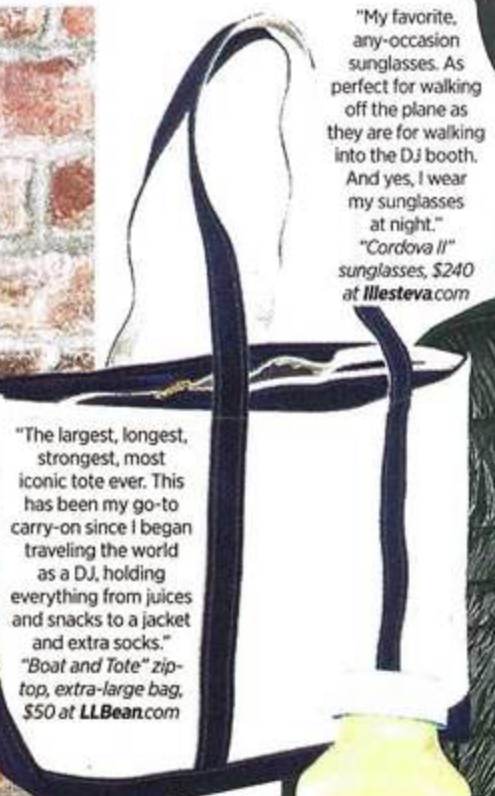 "My favorite,
any-occasion
sunglasses. As
perfect for walking
off the plane as
they are for walking
into the DJ booth.
And yes, I wear
my sunglasses
at night."
"Cordova II"
sunglasses, $240
at Illesteva.com
"The largest, longest,
strongest, most
iconic tote ever. This
has been my go-to
carry-on since I began
traveling the world
as a DJ, holding
everything from juices
and snacks to a jacket
and extra socks."
"Boat and Tote" zip-
top, extra-large bag,
$50 at LLBean.com